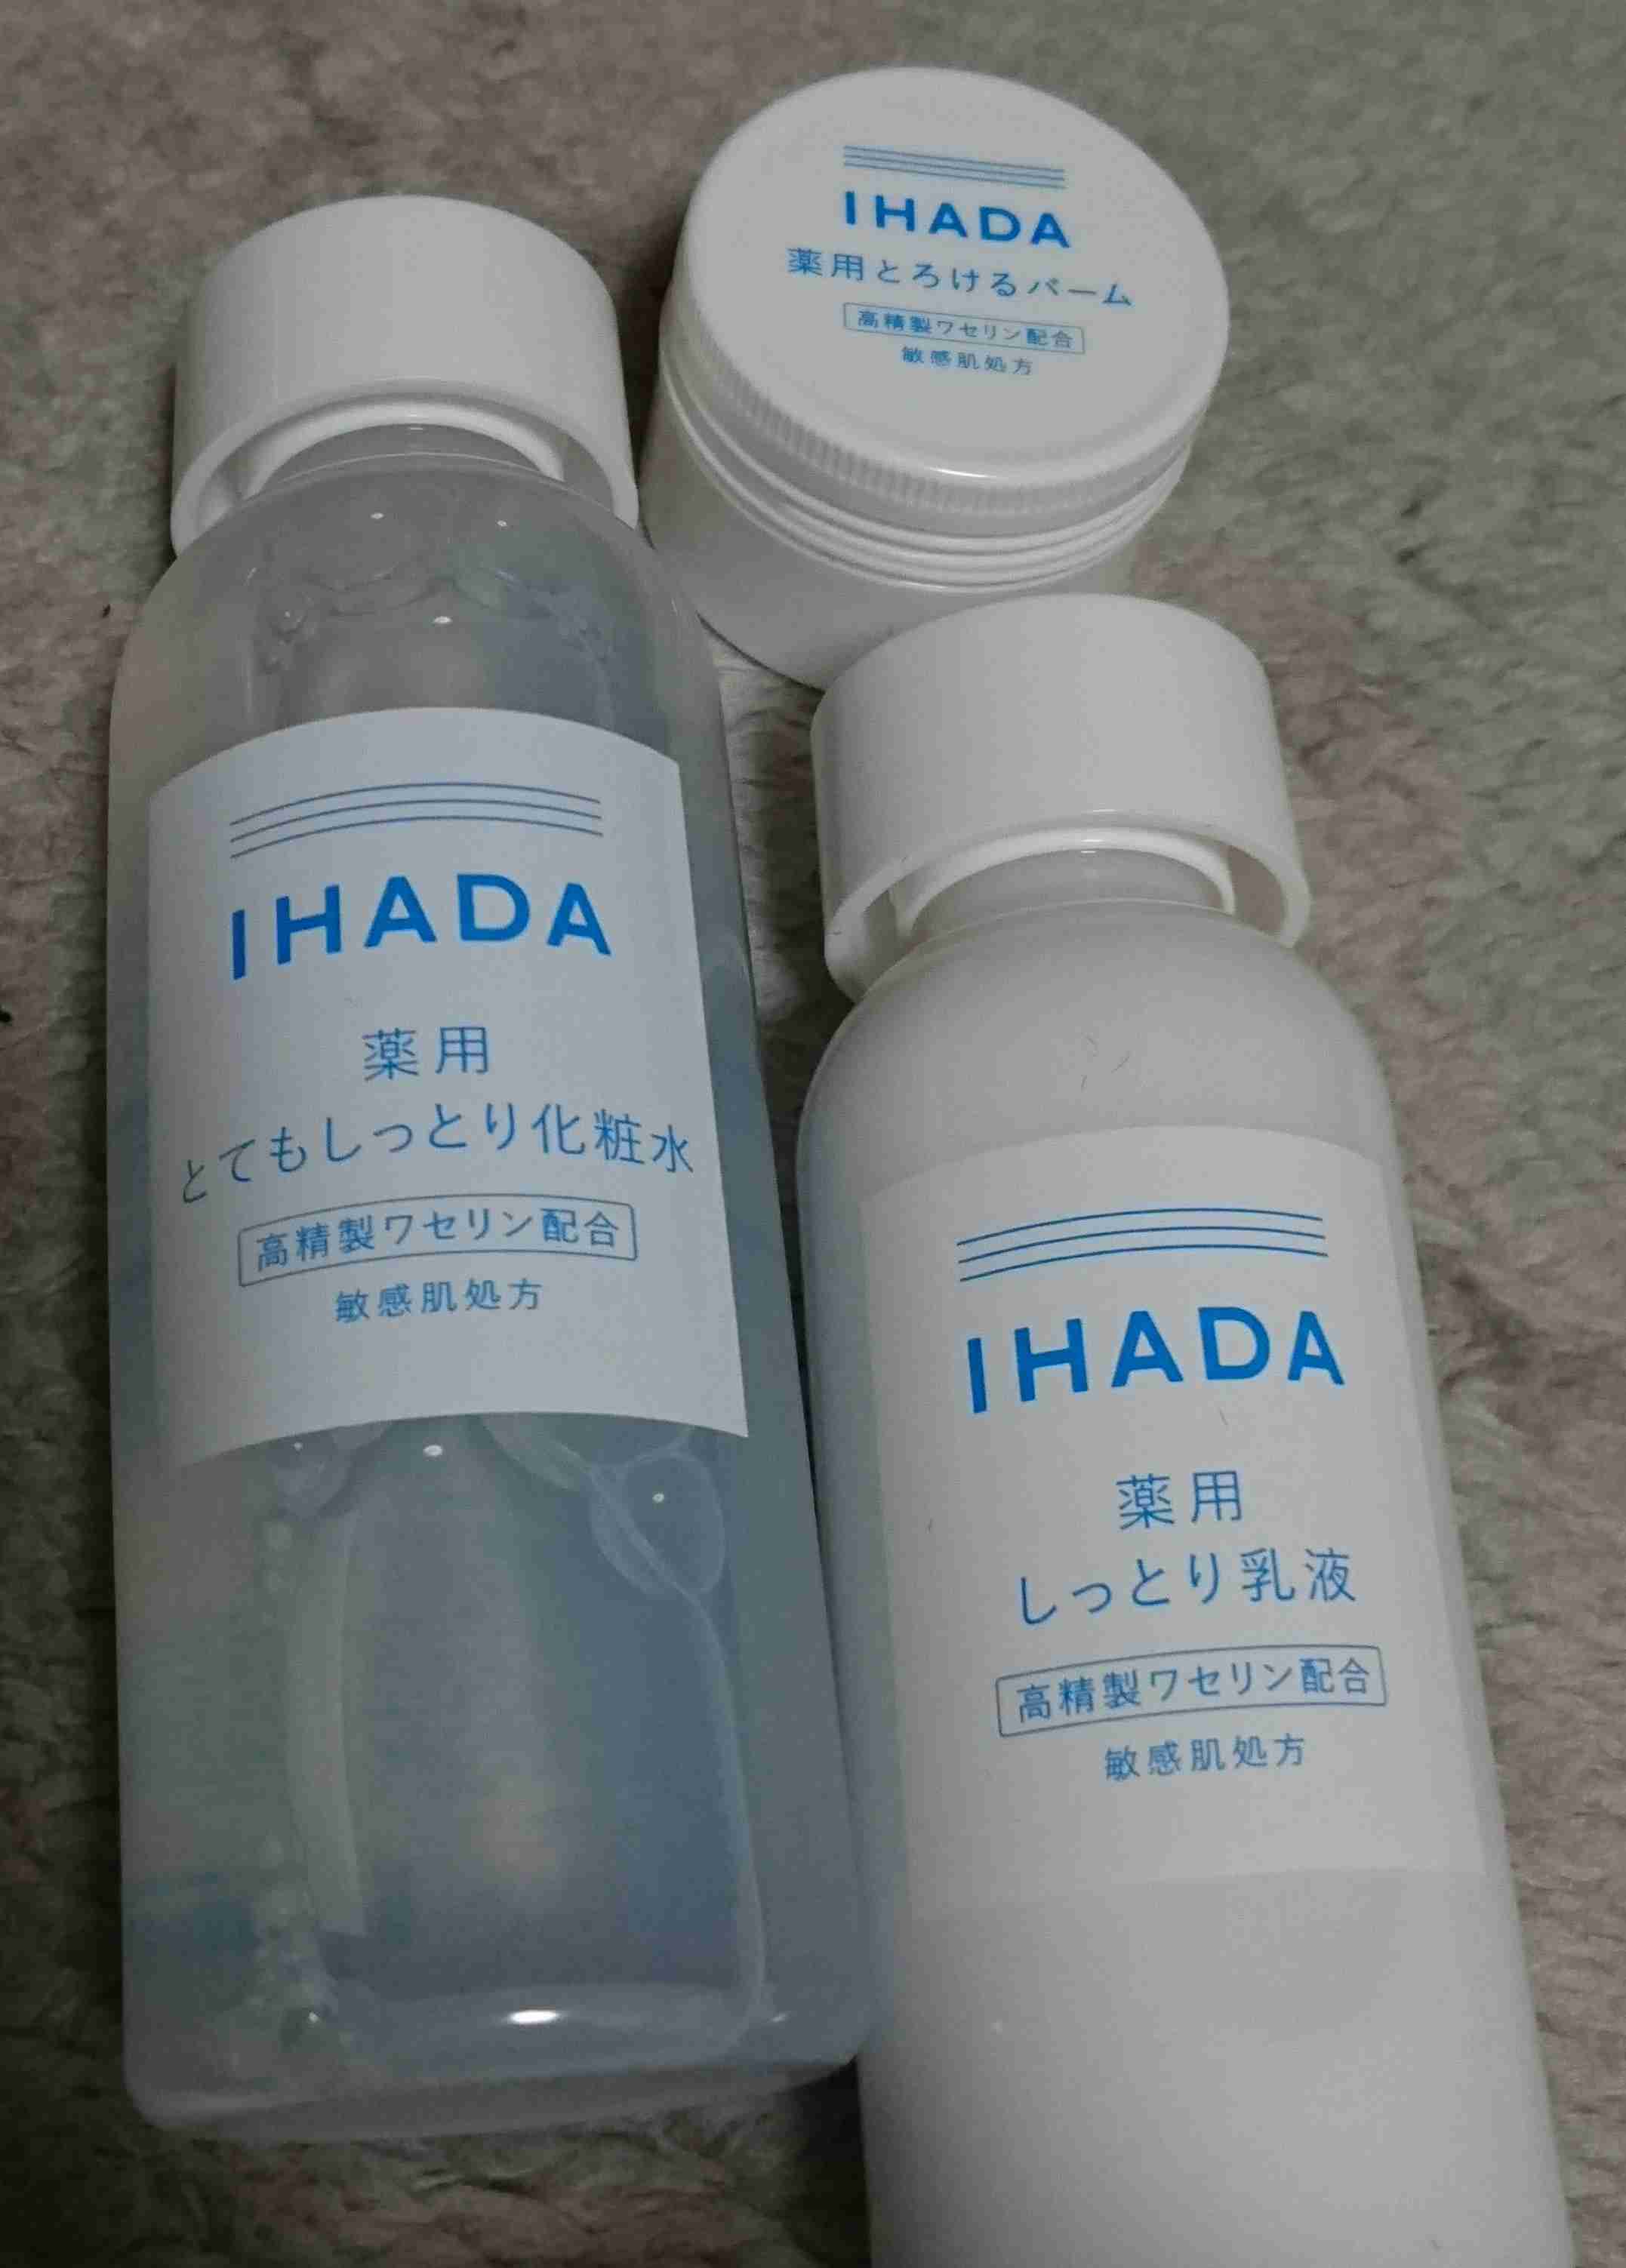 IHADA
薬用とろけるバーム
高精製ワセリン配合
敏感肌処方
IHADA
薬用
とてもしっとり化粧水
高精製ワセリン配合
敏感肌処方
IHADA
薬用
しっとり乳液
高精製ワセリン配合
敏感肌処方